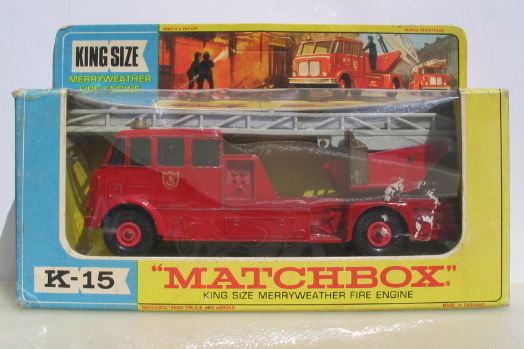 KING SIZE
MERRYWEATHER
FIRE ENGINE
K-15
"MATCHBOX"
KING SIZE MERRYWEATHER FIRE ENGINE
MADE IN ENGLAND